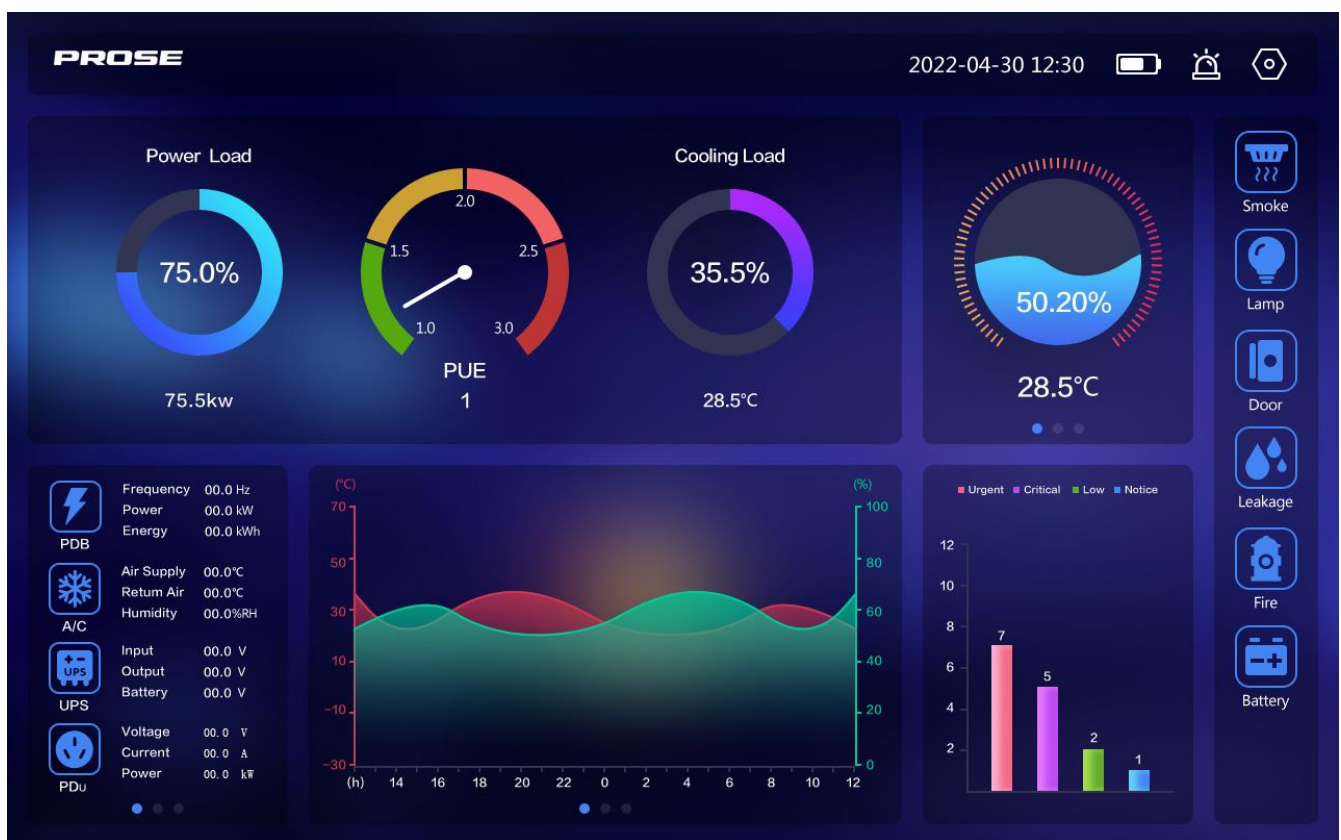 PROSE
2022-04-30 12:30
Power Load
75.0%
75.5kw
2.0
1.5
2.5
1.0
3.0
PUE
1
Cooling Load
35.5%
28.5°C
50.20%
28.5°C
Smoke
Lamp
Door
Leakage
Fire
Battery
PDB
Frequency 00.0 Hz
Power 00.0 kW
Energy 00.0 kWh
A/C
Air Supply 00.0℃
Retum Air 00.0℃
Humidity 00.0%RH
UPS
UPS
Input 00.0 V
Output 00.0 V
Battery 00.0 V
PDU
Voltage 00.0 V
Current 00.0 A
Power 00.0 kW
(℃)
70
50
30
10
-10
-30
(%)
100
80
60
40
20
0
(h) 14 16 18 20 22 0 2 4 6 8 10 12
Urgent Critical Low Notice
12
10
8
6
4
2
7
5
2
1